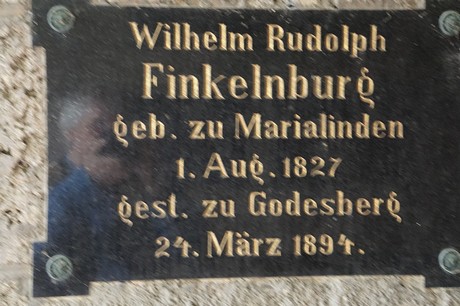 Wilhelm Rudolph
Finkelnburg
geb. zu Marialinden
1. Aug. 1827
gest. zu Godesberg
24. März 1894.